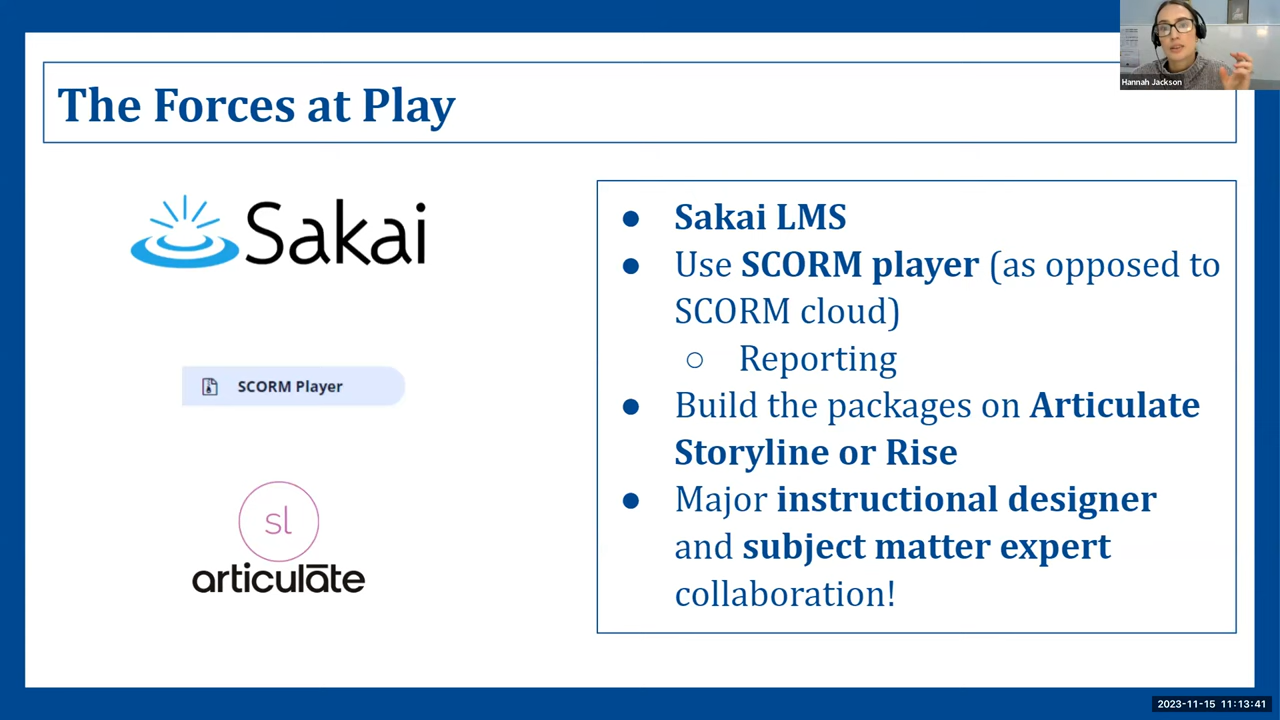 Hannah Jackson
The Forces at Play
Sakai
SCORM Player
sl
articulāte
● Sakai LMS
● Use SCORM player (as opposed to
SCORM cloud)
○ Reporting
● Build the packages on Articulate
Storyline or Rise
● Major instructional designer
and subject matter expert
collaboration!
2023-11-15 11:13:41